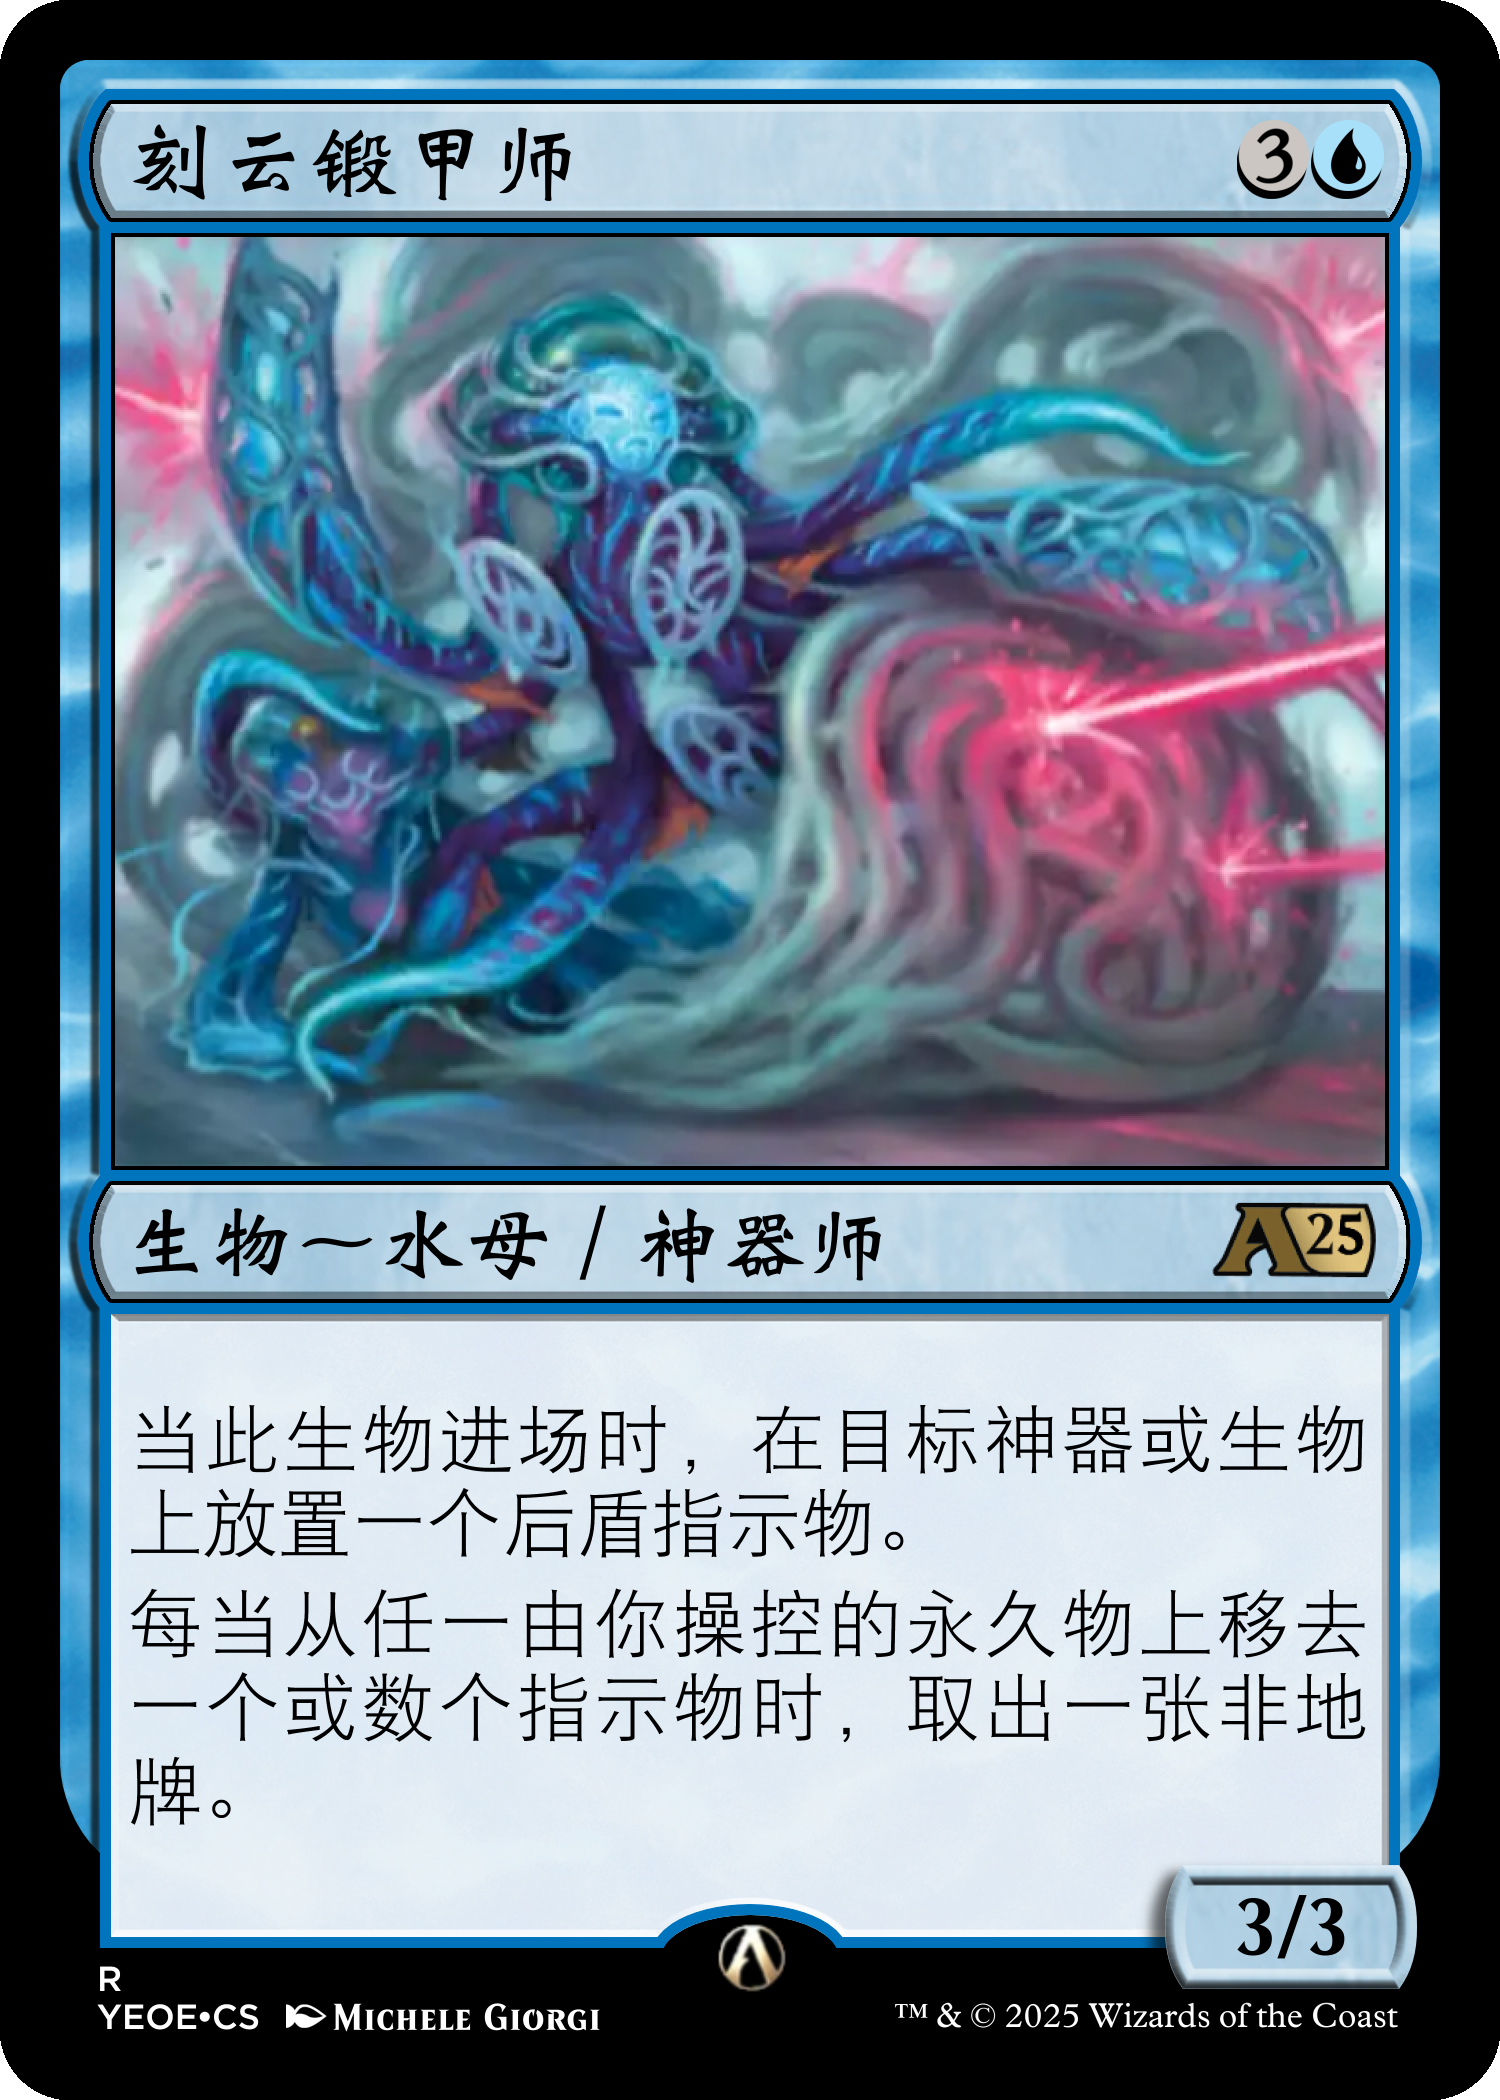 刻云锻甲师 3
生物～水母 / 神器师 A25
当此生物进场时，在目标神器或生物
上放置一个后盾指示物。
每当从任一由你操控的永久物上移去
一个或数个指示物时，取出一张非地
牌。
3/3
R
YEOE•CS MICHELE GIORGI ™ & © 2025 Wizards of the Coast